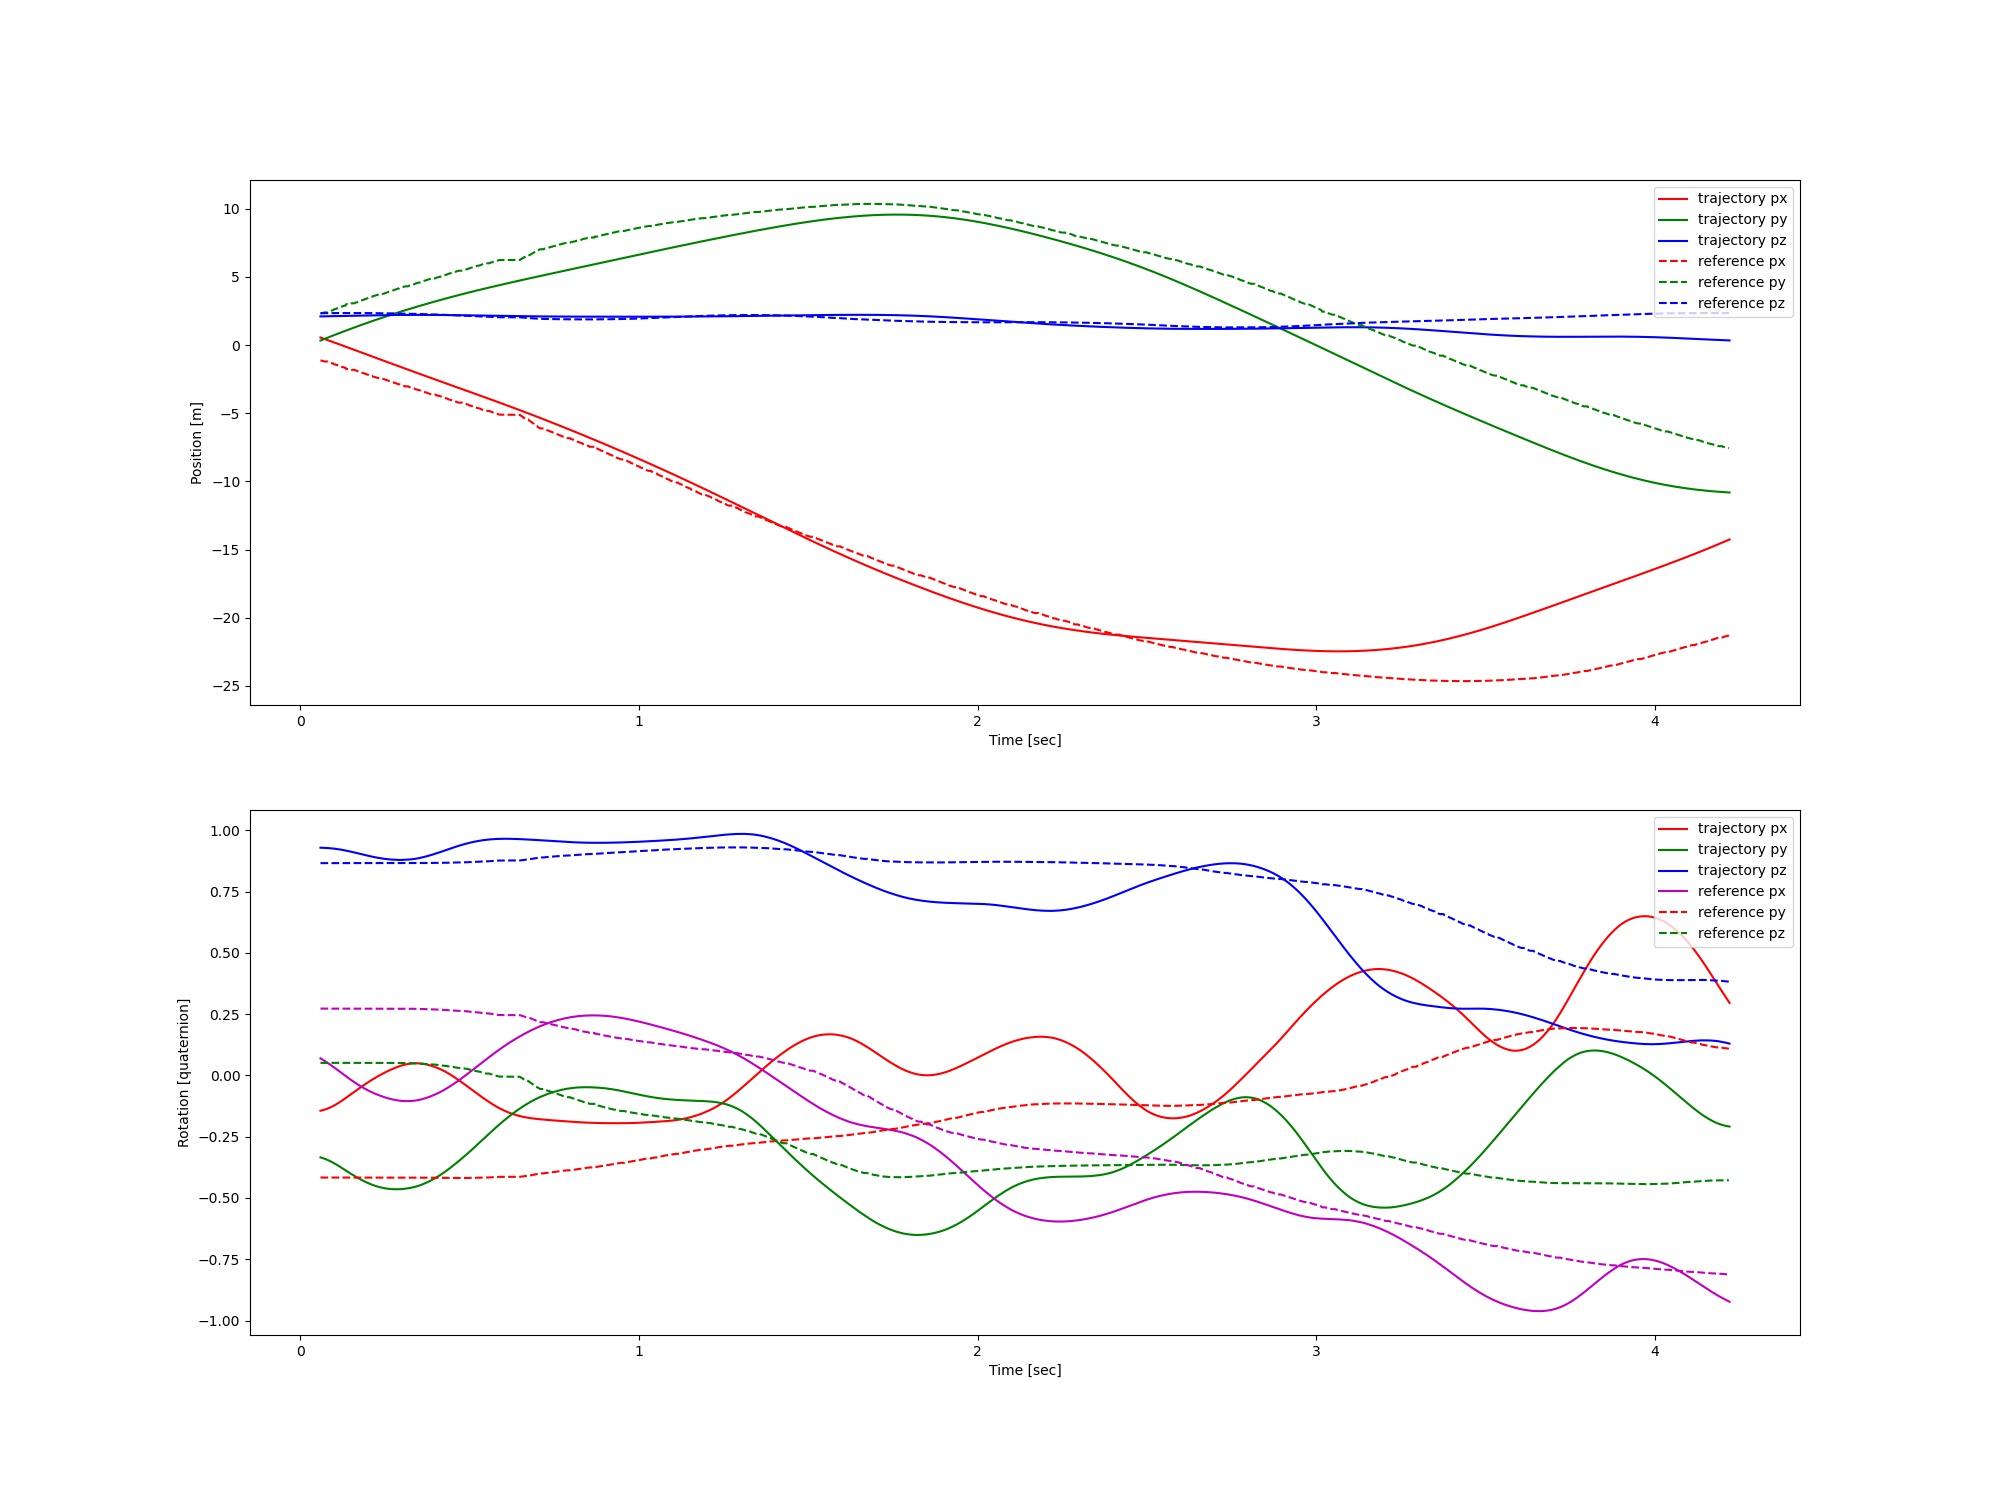 10
5
0
−5
−10
−15
−20
−25
Position [m]
trajectory px
trajectory py
trajectory pz
reference px
reference py
reference pz
0 1 2 3 4
Time [sec]
1.00
0.75
0.50
0.25
0.00
−0.25
−0.50
−0.75
−1.00
Rotation [quaternion]
trajectory px
trajectory py
trajectory pz
reference px
reference py
reference pz
0 1 2 3 4
Time [sec]